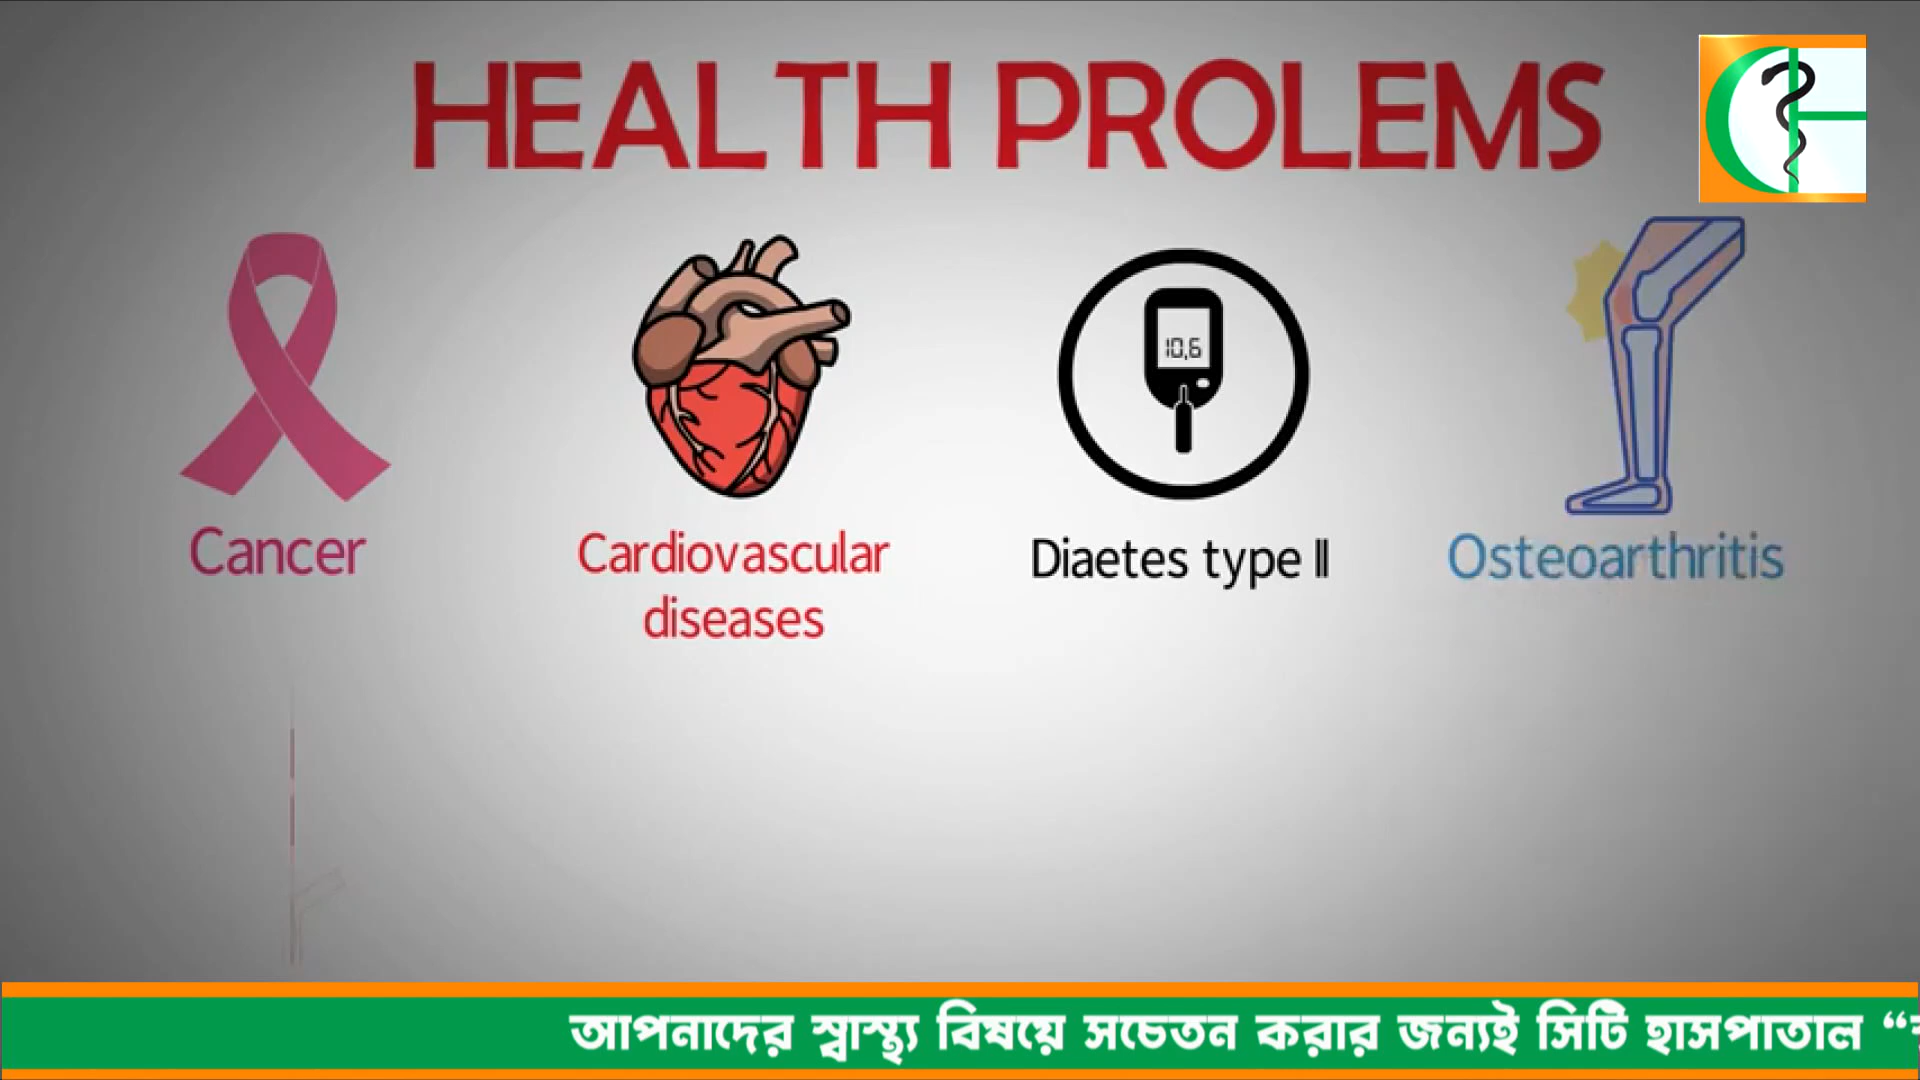 HEALTH PROLEMS
10,6
Cancer
Cardiovascular
diseases
Diaetes type II
Osteoarthritis
আপনাদের স্বাস্থ্য বিষয়ে সচেতন করার জন্যই সিটি হাসপাতাল “